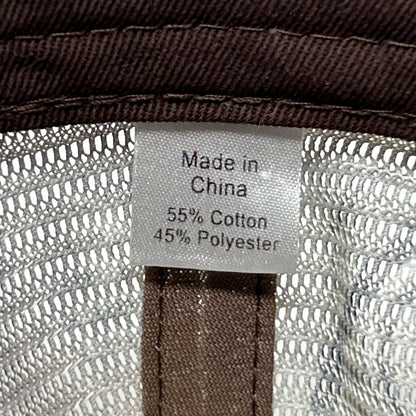 Made in
China
55% Cotton
45% Polyester